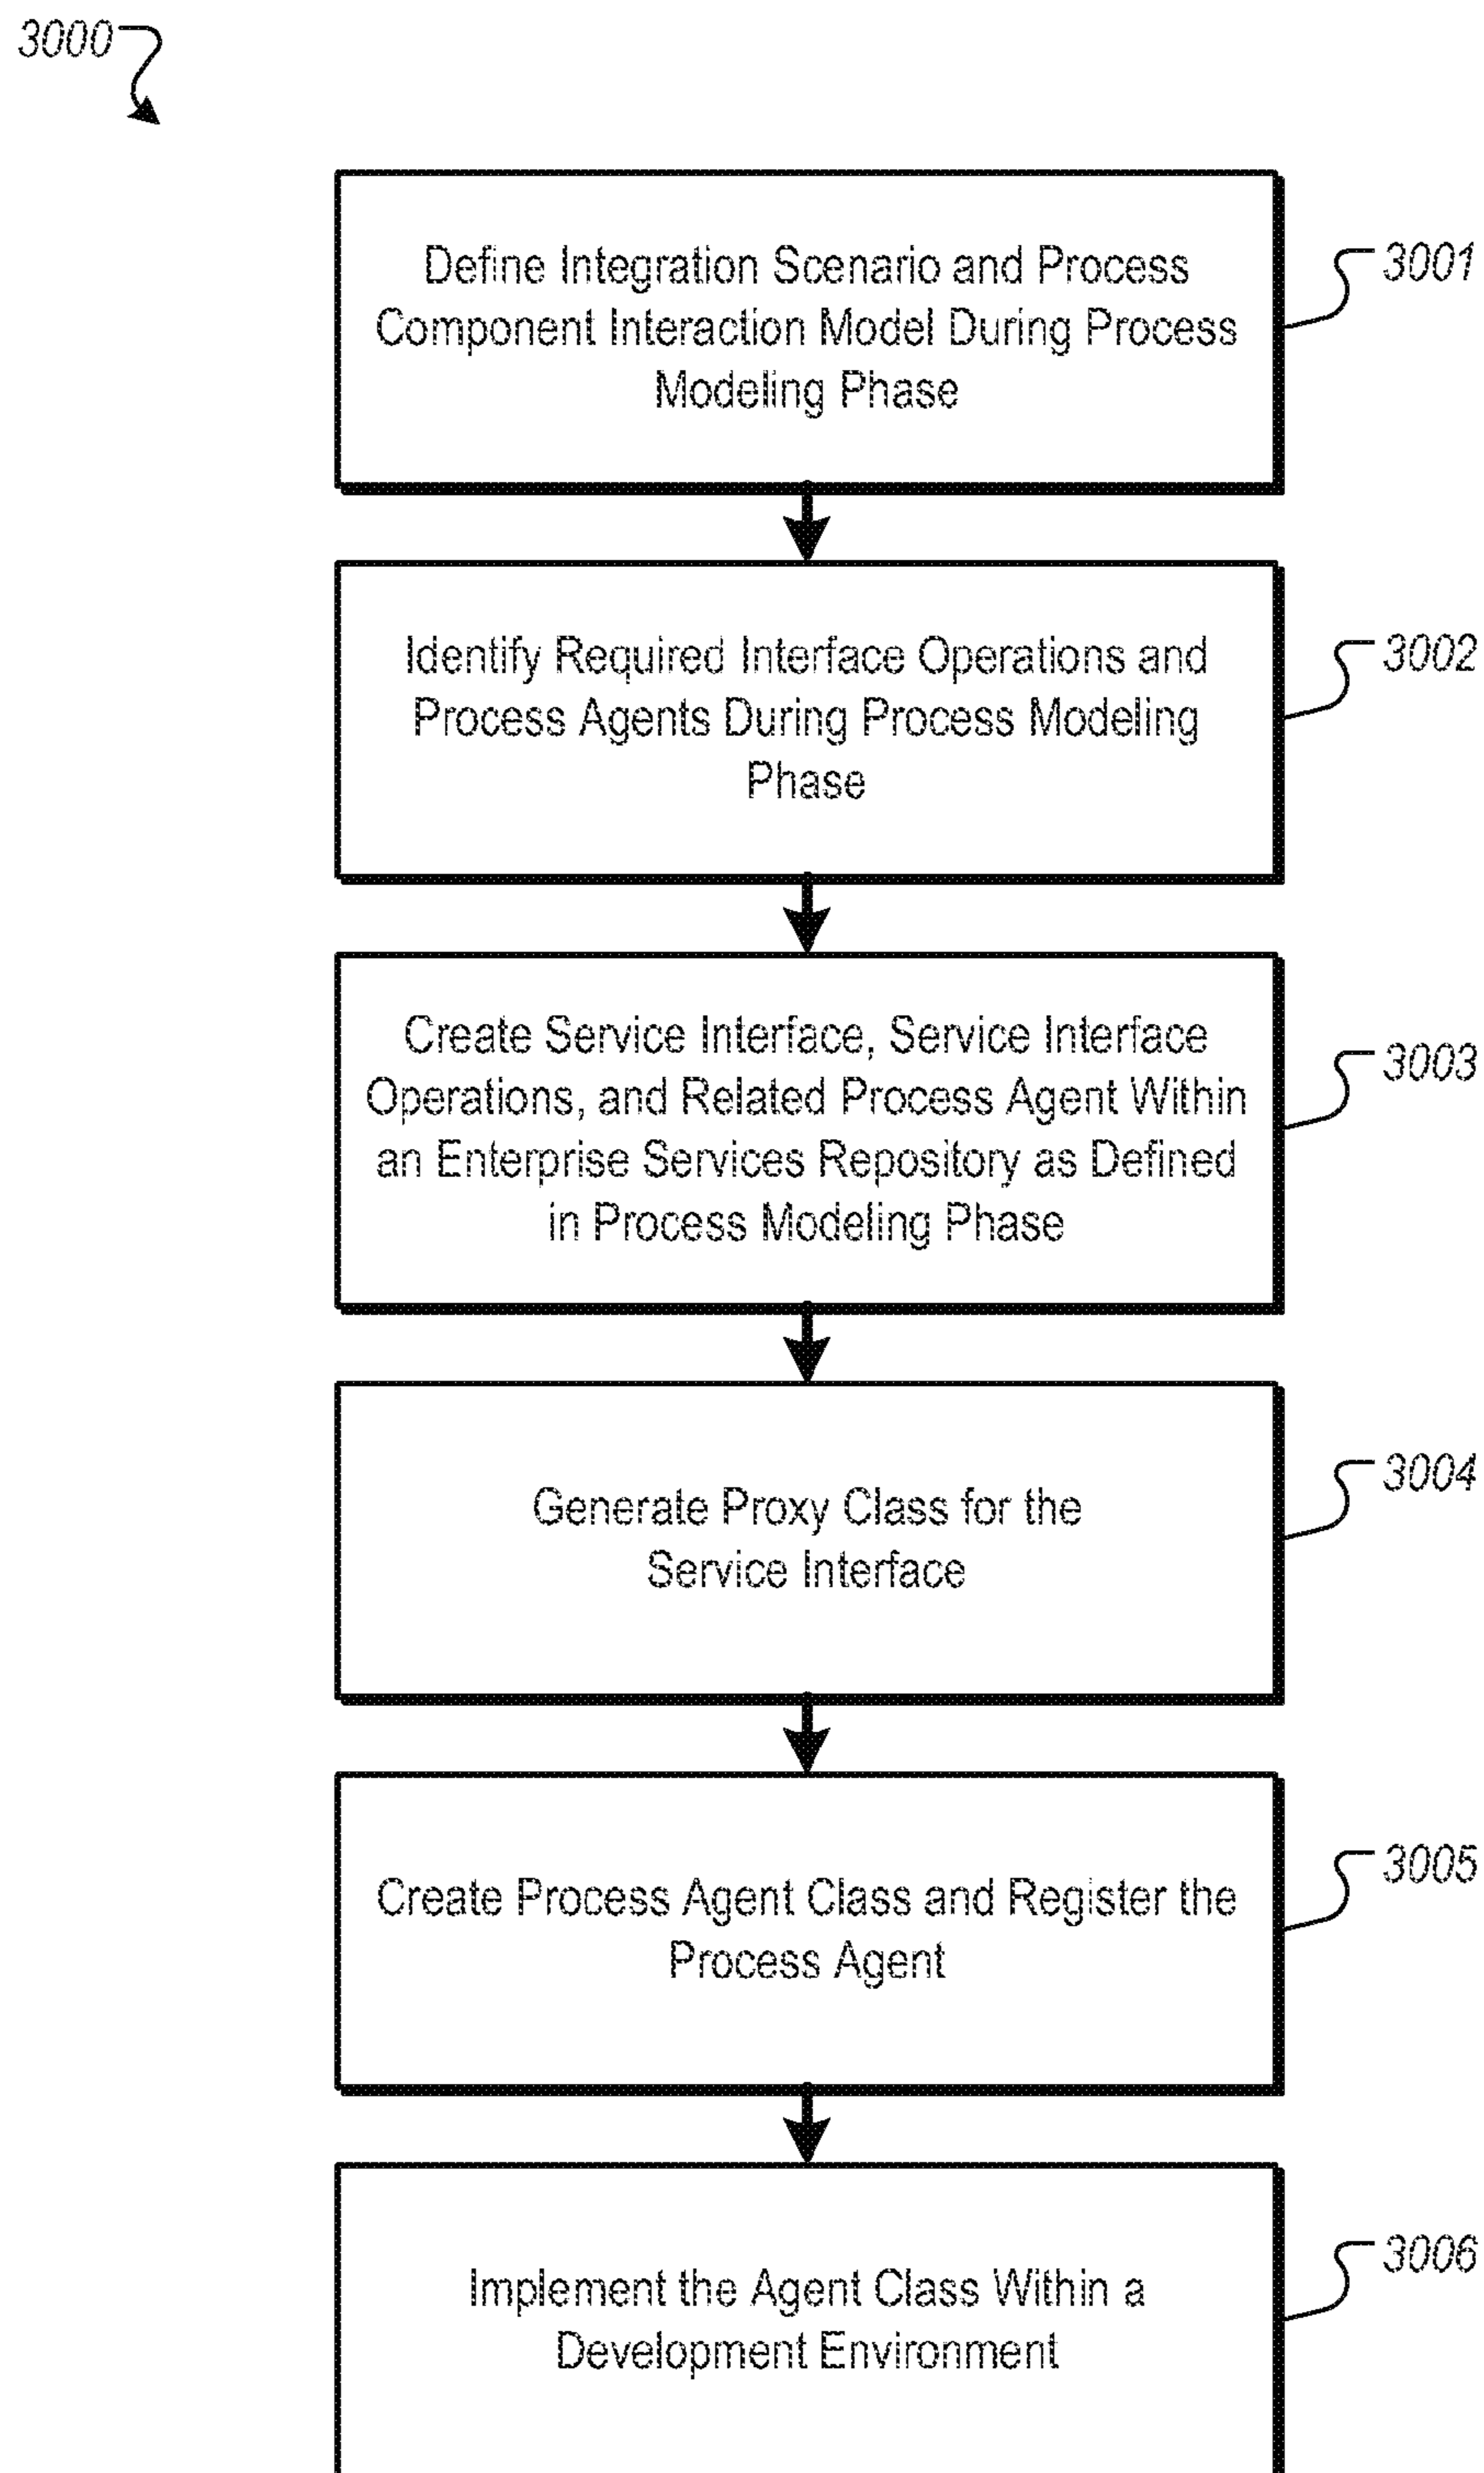 3000
Define Integration Scenario and Process
Component Interaction Model During Process
Modeling Phase
3001
Identify Required Interface Operations and
Process Agents During Process Modeling
Phase
3002
Create Service Interface, Service Interface
Operations, and Related Process Agent Within
an Enterprise Services Repository as Defined
in Process Modeling Phase
3003
Generate Proxy Class for the
Service Interface
3004
Create Process Agent Class and Register the
Process Agent
3005
Implement the Agent Class Within a
Development Environment
3006